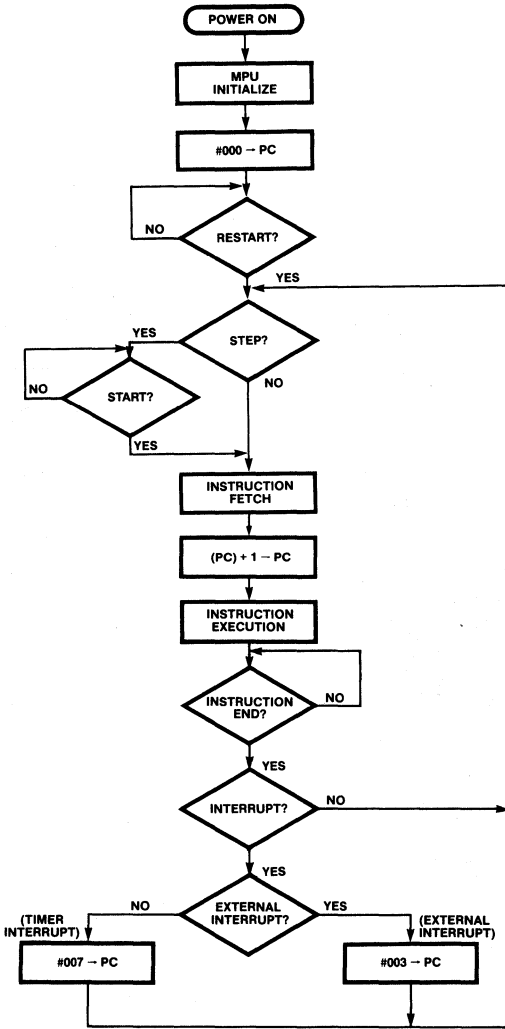 POWER ON
MPU
INITIALIZE
#000 → PC
NO
RESTART?
YES
YES
STEP?
NO
START?
NO
YES
INSTRUCTION
FETCH
(PC) + 1 → PC
INSTRUCTION
EXECUTION
INSTRUCTION
END?
NO
YES
INTERRUPT?
NO
YES
NO
EXTERNAL
INTERRUPT?
YES
(TIMER
INTERRUPT)
(EXTERNAL
INTERRUPT)
#007 → PC
#003 → PC